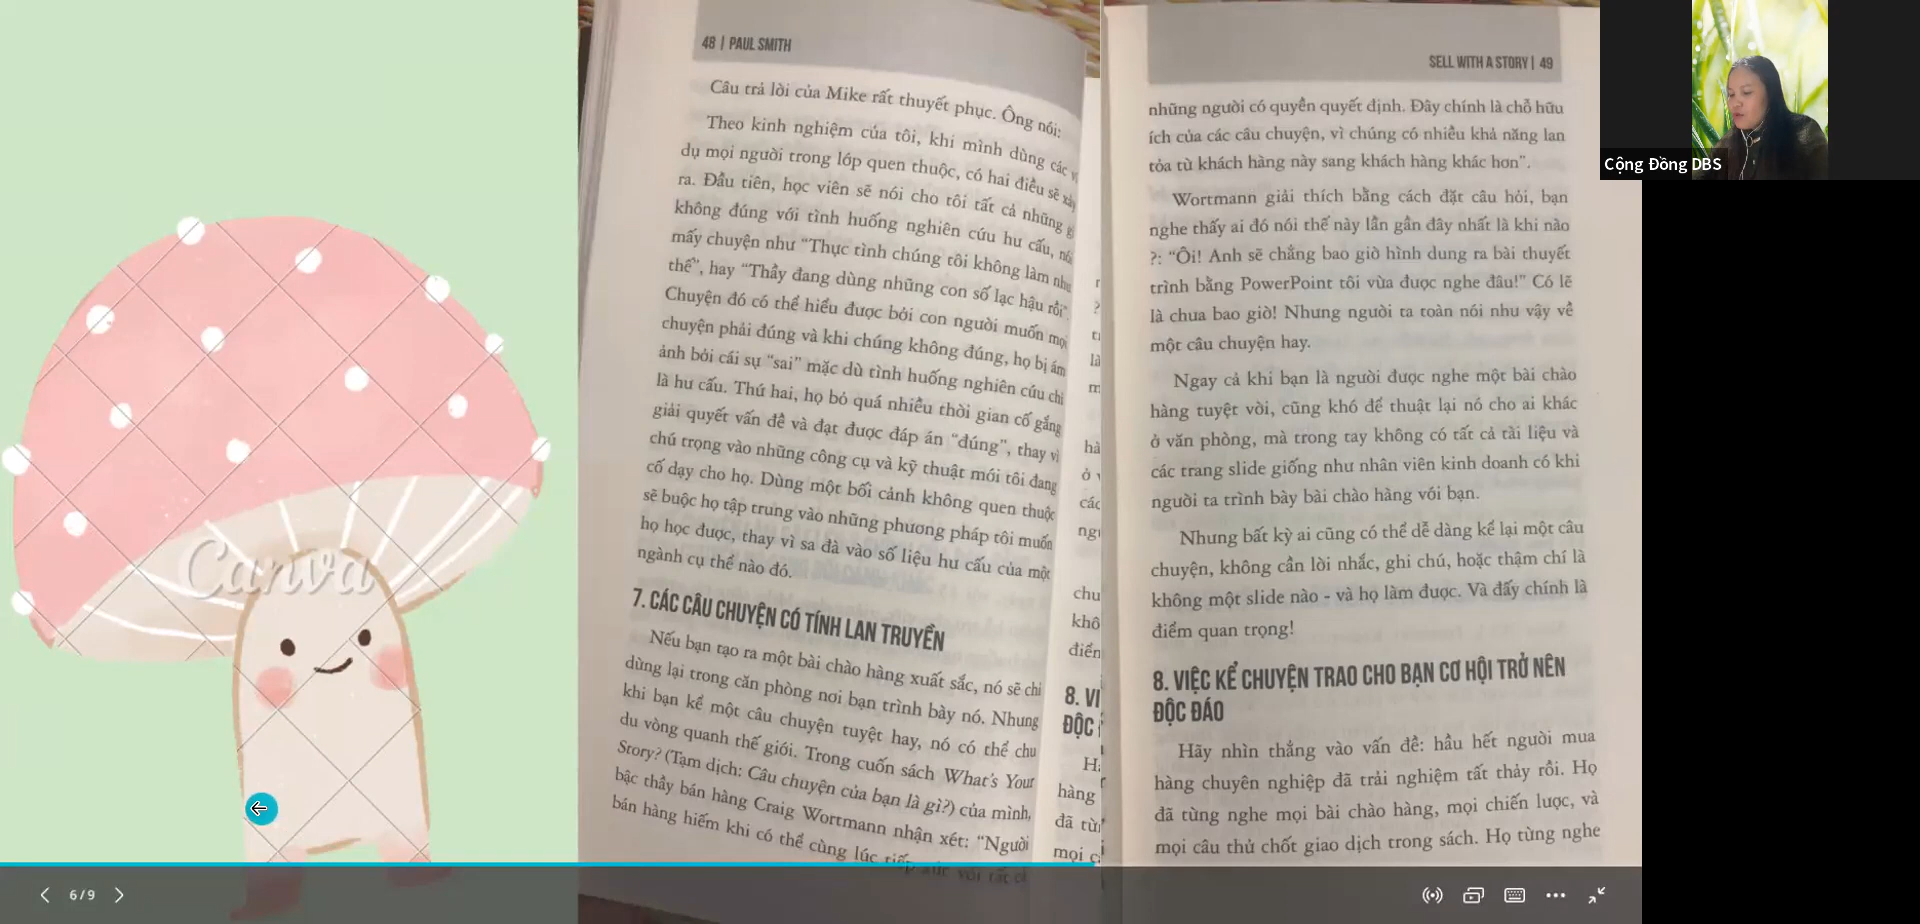 48 | PAUL SMITH
Câu trả lời của Mike rất thuyết phục. Ông nói:
Theo kinh nghiệm của tôi, khi mình dùng các
dụ mọi người trong lớp quen thuộc, có hai điều sẽ xảy
ra. Đầu tiên, học viên sẽ nói cho tôi tất cả những
không đúng với tình huống nghiên cứu hư cấu,
mấy chuyện như “Thực tình chúng tôi không làm như
thế”, hay “Thầy đang dùng những con số lạc hậu rồi”.
Chuyện đó có thể hiểu được bởi con người muốn mọi
chuyện phải đúng và khi chúng không đúng, họ bị ám
ảnh bởi cái sự “sai” mặc dù tình huống nghiên cứu chỉ
là hư cấu. Thứ hai, họ bỏ quá nhiều thời gian cố gắng
giải quyết vấn đề và đạt được đáp án “đúng”, thay vì
chú trọng vào những công cụ và kỹ thuật mới tôi đang
cố dạy cho họ. Dùng một bối cảnh không quen thuộc
sẽ buộc họ tập trung vào những phương pháp tôi muốn
họ học được, thay vì sa đà vào số liệu hư cấu của một
ngành cụ thể nào đó.
7. CÁC CÂU CHUYỆN CÓ TÍNH LAN TRUYỀN
Nếu bạn tạo ra một bài chào hàng xuất sắc, nó sẽ chỉ
dừng lại trong căn phòng nơi bạn trình bày nó. Nhưng
khi bạn kể một câu chuyện tuyệt hay, nó có thể chu
du vòng quanh thế giới. Trong cuốn sách What's Your
Story? (Tạm dịch: Câu chuyện của bạn là gì?) của mình,
bậc thầy bán hàng Craig Wortmann nhận xét: “Người
bán hàng hiếm khi có thể cùng lúc tiếp xúc với tất cả
SELL WITH A STORY | 49
những người có quyền quyết định. Đây chính là chỗ hữu
ích của các câu chuyện, vì chúng có nhiều khả năng lan
tỏa từ khách hàng này sang khách hàng khác hơn”.
Wortmann giải thích bằng cách đặt câu hỏi, bạn
nghe thấy ai đó nói thế này lần gần đây nhất là khi nào
?: “Ôi! Anh sẽ chẳng bao giờ hình dung ra bài thuyết
trình bằng PowerPoint tôi vừa được nghe đâu!” Có lẽ
là chưa bao giờ! Nhưng người ta toàn nói như vậy về
một câu chuyện hay.
Ngay cả khi bạn là người được nghe một bài chào
hàng tuyệt vời, cũng khó để thuật lại nó cho ai khác
ở văn phòng, mà trong tay không có tất cả tài liệu và
các trang slide giống như nhân viên kinh doanh có khi
người ta trình bày bài chào hàng với bạn.
Nhưng bất kỳ ai cũng có thể dễ dàng kể lại một câu
chuyện, không cần lời nhắc, ghi chú, hoặc thậm chí là
không một slide nào - và họ làm được. Và đấy chính là
điểm quan trọng!
8. VIỆC KỂ CHUYỆN TRAO CHO BẠN CƠ HỘI TRỞ NÊN
ĐỘC ĐÁO
Hãy nhìn thẳng vào vấn đề: hầu hết người mua
hàng chuyên nghiệp đã trải nghiệm tất thảy rồi. Họ
đã từng nghe mọi bài chào hàng, mọi chiến lược, và
mọi câu thủ chốt giao dịch trong sách. Họ từng nghe
Cộng Đồng DBS
Canva
6/9